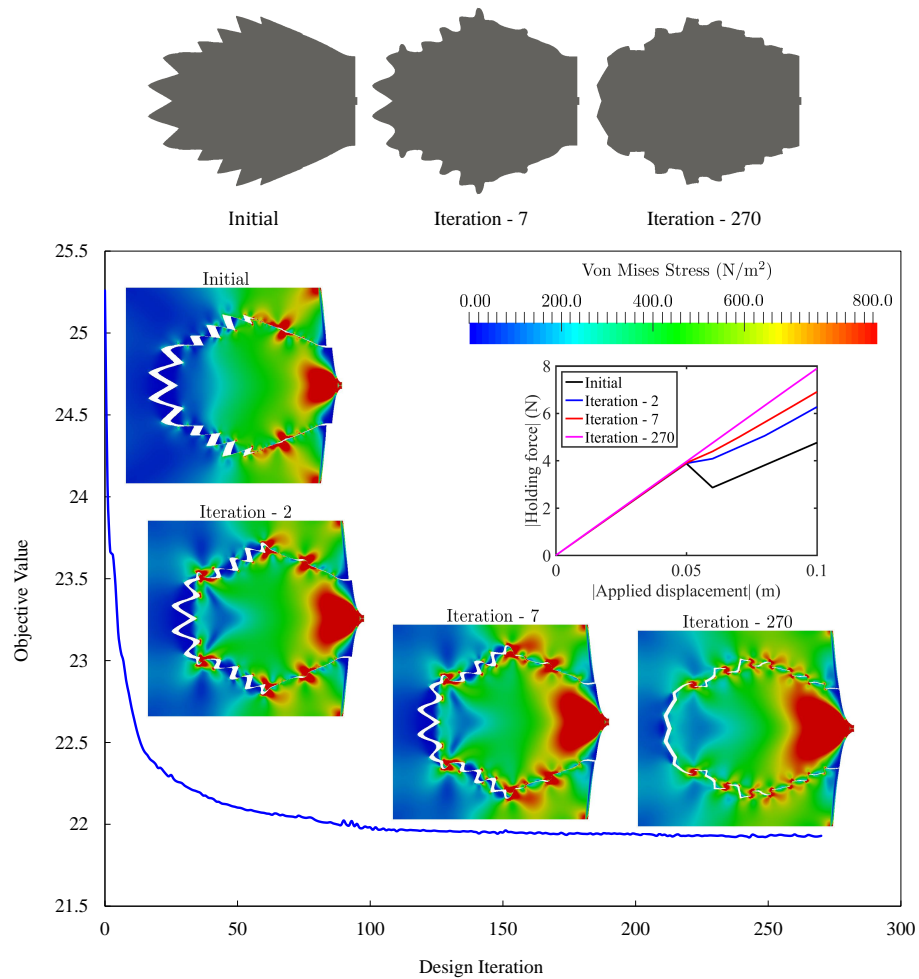 Initial
Iteration - 7
Iteration - 270
25.5
25
24.5
24
23.5
23
22.5
22
21.5
Objective Value
0
50
100
150
200
250
300
Design Iteration
Initial
Iteration - 2
Iteration - 7
Iteration - 270
Von Mises Stress (N/m²)
0.00
200.0
400.0
600.0
800.0
8
6
4
2
0
|Holding force| (N)
Initial
Iteration - 2
Iteration - 7
Iteration - 270
0
0.05
0.1
|Applied displacement| (m)